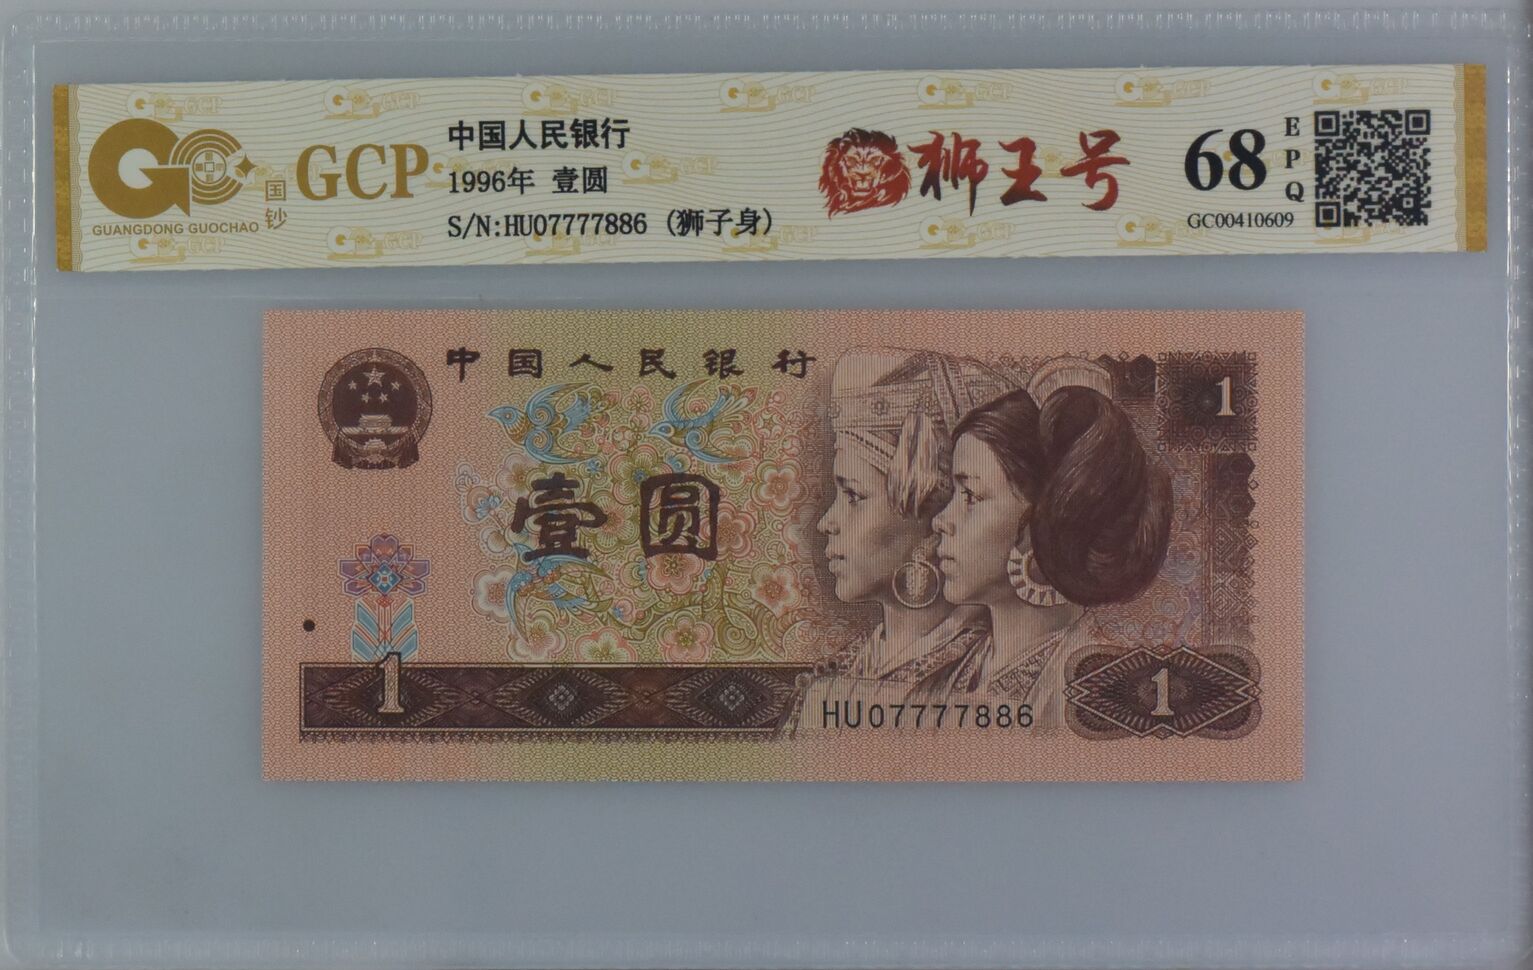 GCP
GUANGDONG GUOCHAO
国钞
中国人民银行
1996年 壹圆
S/N:HU07777886 (狮子身)
狮王号
68
EPQ
GC00410609
中国人民银行
1
壹圆
1
HU07777886
1